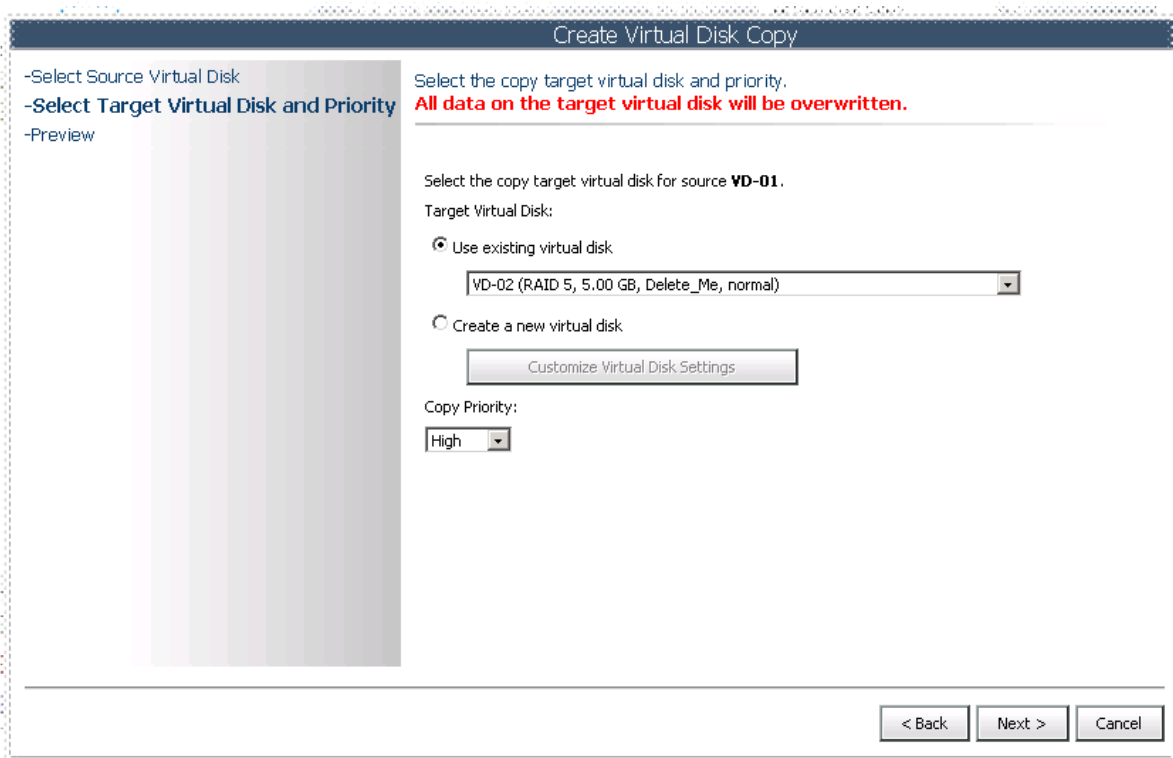 Create Virtual Disk Copy
-Select Source Virtual Disk
-Select Target Virtual Disk and Priority
-Preview
Select the copy target virtual disk and priority.
All data on the target virtual disk will be overwritten.
Select the copy target virtual disk for source VD-01.
Target Virtual Disk:
Use existing virtual disk
VD-02 (RAID 5, 5.00 GB, Delete_Me, normal)
Create a new virtual disk
Customize Virtual Disk Settings
Copy Priority:
High
< Back
Next >
Cancel